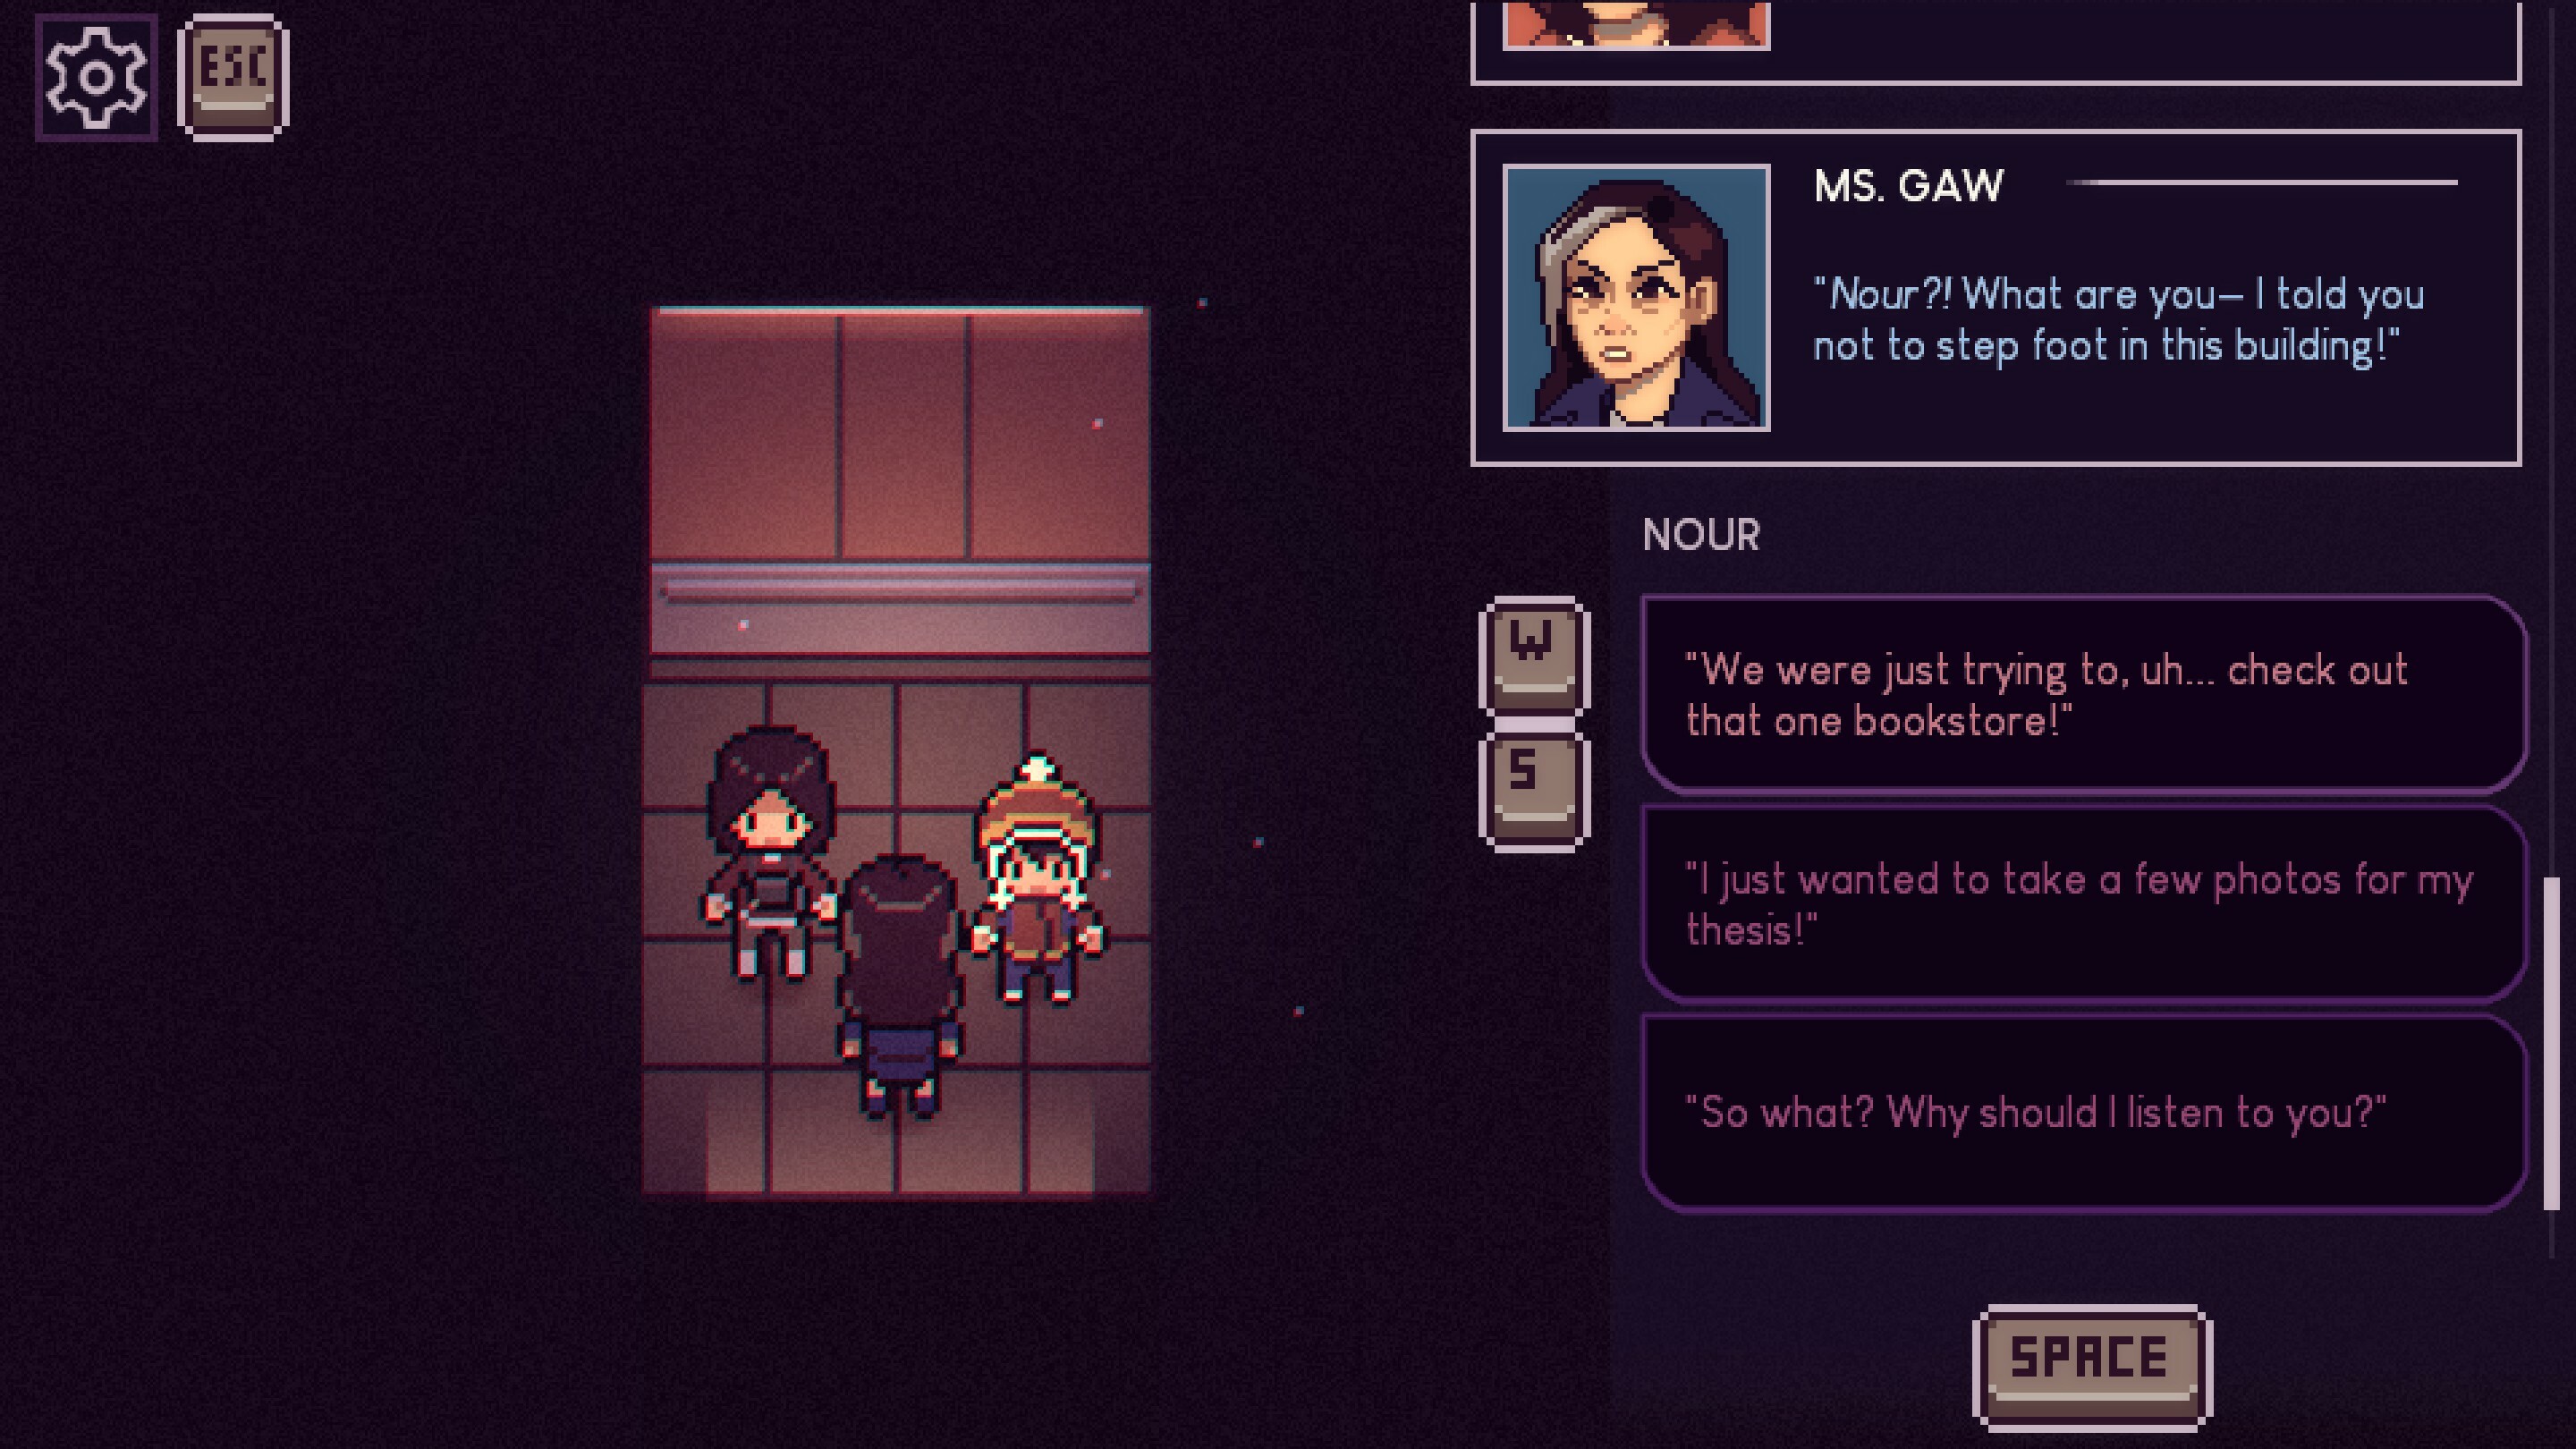 ESC
MS. GAW
"Nour?! What are you— I told you
not to step foot in this building!"
NOUR
W
S
"We were just trying to, uh... check out
that one bookstore!"
"I just wanted to take a few photos for my
thesis!"
"So what? Why should I listen to you?"
SPACE